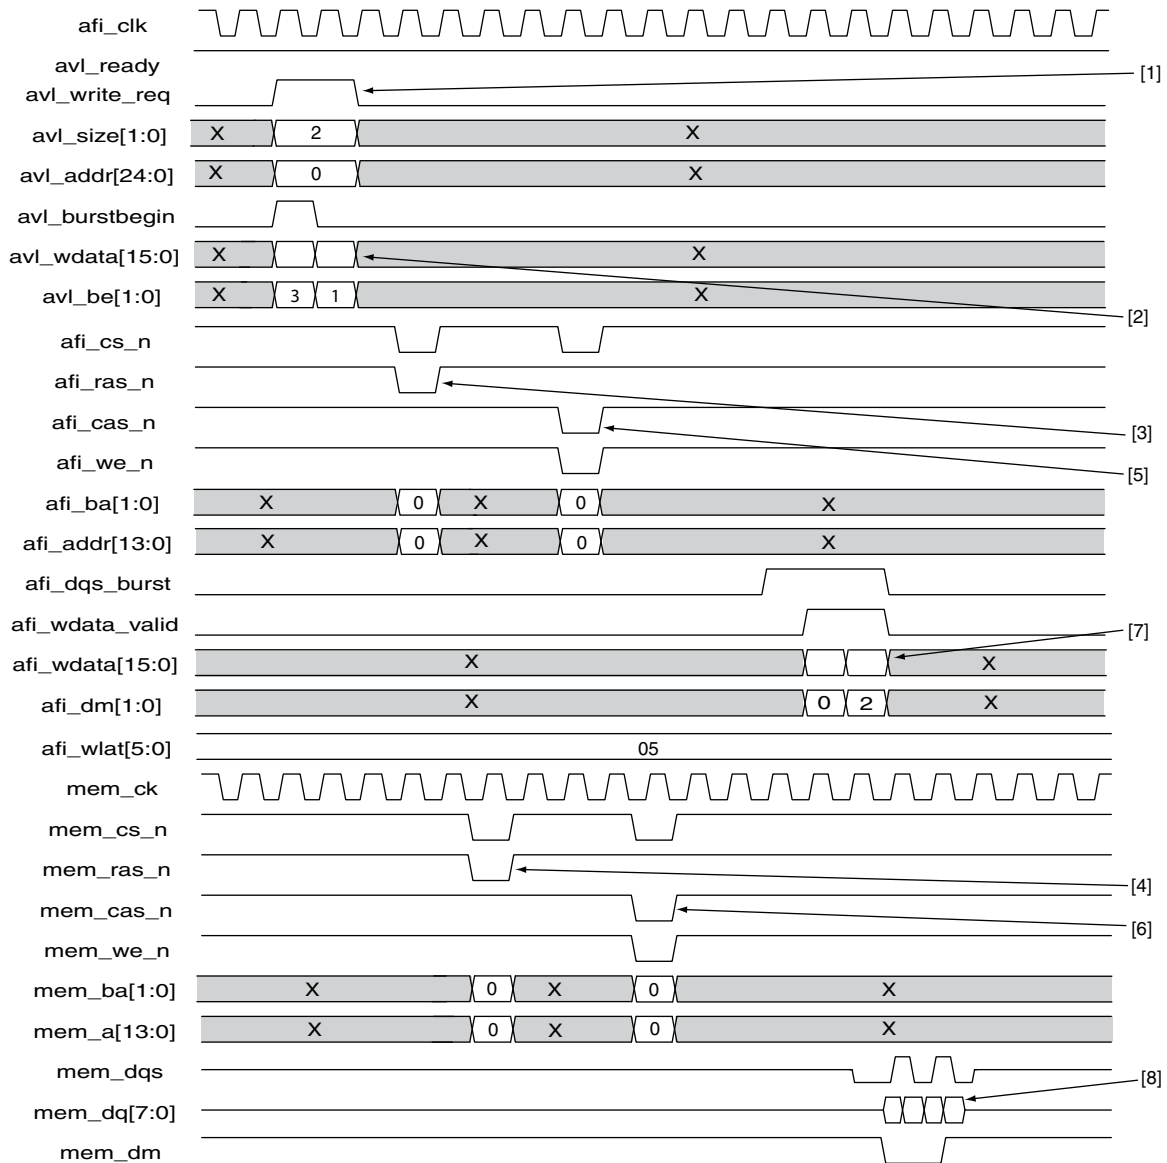 afi_clk
avl_ready
[1]
avl_write_req
avl_size[1:0] X 2 X
avl_addr[24:0] X 0 X
avl_burstbegin
avl_wdata[15:0] X X
avl_be[1:0] X 3 1 X
[2]
afi_cs_n
afi_ras_n
afi_cas_n
[3]
afi_we_n
[5]
afi_ba[1:0] X 0 X 0 X
afi_addr[13:0] X 0 X 0 X
afi_dqs_burst
afi_wdata_valid
[7]
afi_wdata[15:0] X X
afi_dm[1:0] X 0 2 X
afi_wlat[5:0] 05
mem_ck
mem_cs_n
mem_ras_n
[4]
mem_cas_n
[6]
mem_we_n
mem_ba[1:0] X 0 X 0 X
mem_a[13:0] X 0 X 0 X
mem_dqs
[8]
mem_dq[7:0]
mem_dm